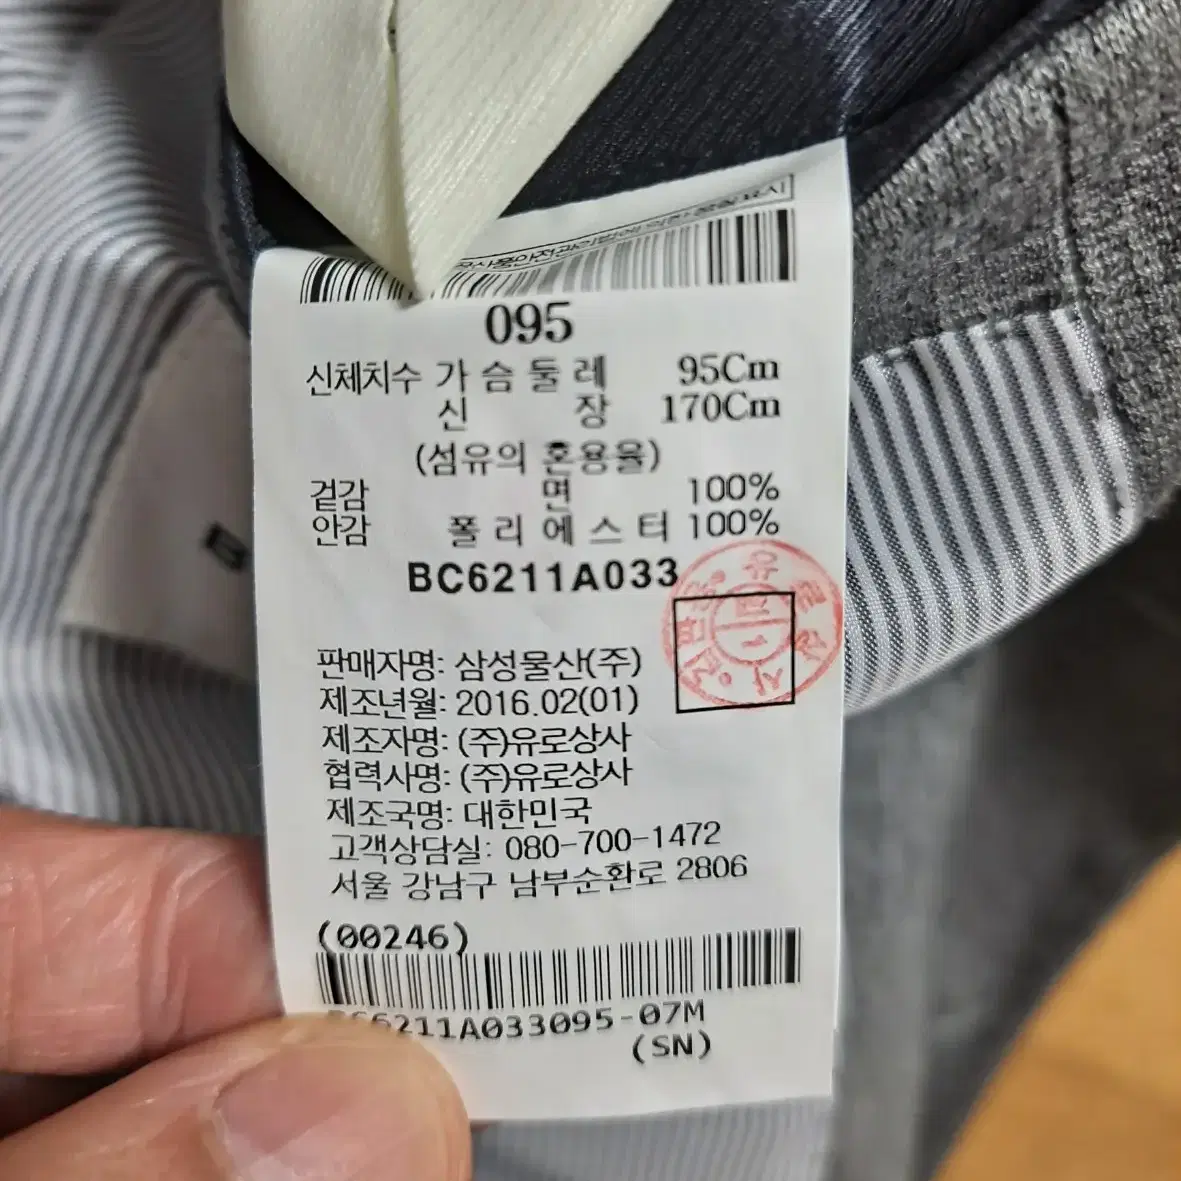 품질표시
095
신체치수 가슴둘레 95Cm
신장 170Cm
(섬유의 혼용율)
겉감 면 100%
안감 폴리에스터 100%
BC6211A033
판매자명: 삼성물산(주)
제조년월: 2016.02(01)
제조자명: (주)유로상사
협력사명: (주)유로상사
제조국명: 대한민국
고객상담실: 080-700-1472
서울 강남구 남부순환로 2806
(00246)
BC6211A033095-07M
(SN)